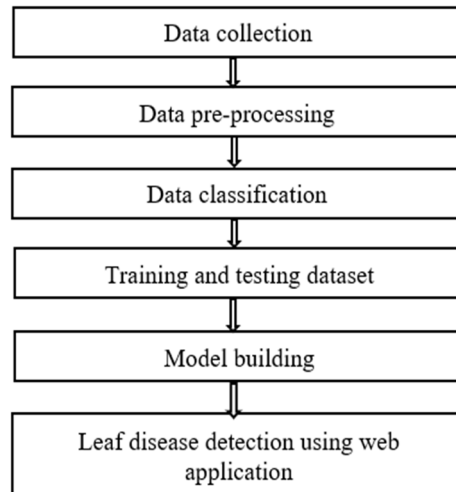 Data collection
Data pre-processing
Data classification
Training and testing dataset
Model building
Leaf disease detection using web
application